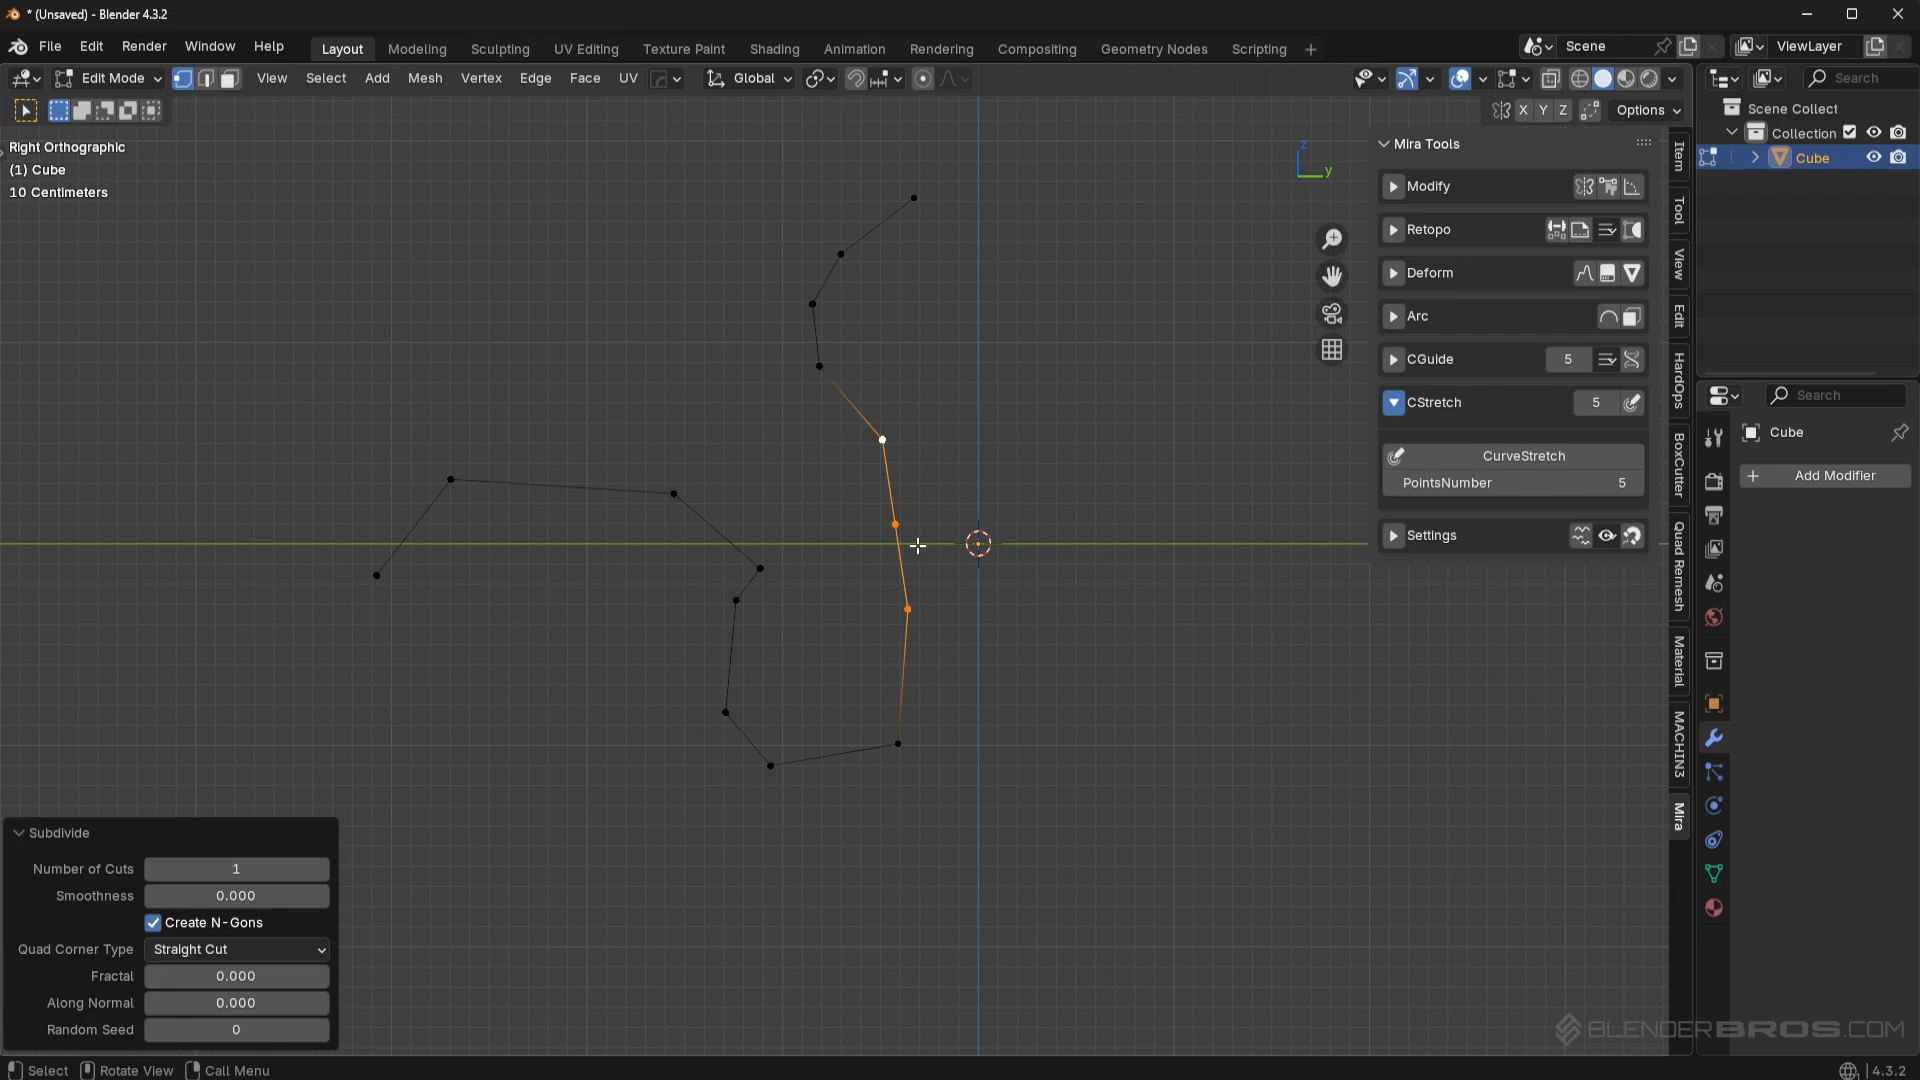 * (Unsaved) - Blender 4.3.2
File Edit Render Window Help
Layout Modeling Sculpting UV Editing Texture Paint Shading Animation Rendering Compositing Geometry Nodes Scripting +
Scene
ViewLayer
Edit Mode View Select Add Mesh Vertex Edge Face UV Global
Search
X Y Z Options
Right Orthographic
(1) Cube
10 Centimeters
z
y
Mira Tools
Modify
Retopo
Deform
Arc
CGuide 5
CStretch 5
CurveStretch
PointsNumber 5
Settings
Item
Tool
View
Edit
HardOps
BoxCutter
Quad Remesh
Material
MACHIN3
Mira
Scene Collect
Collection
Cube
Search
Cube
+ Add Modifier
Subdivide
Number of Cuts 1
Smoothness 0.000
Create N-Gons
Quad Corner Type Straight Cut
Fractal 0.000
Along Normal 0.000
Random Seed 0
BLENDERBROS.COM
Select Rotate View Call Menu
4.3.2